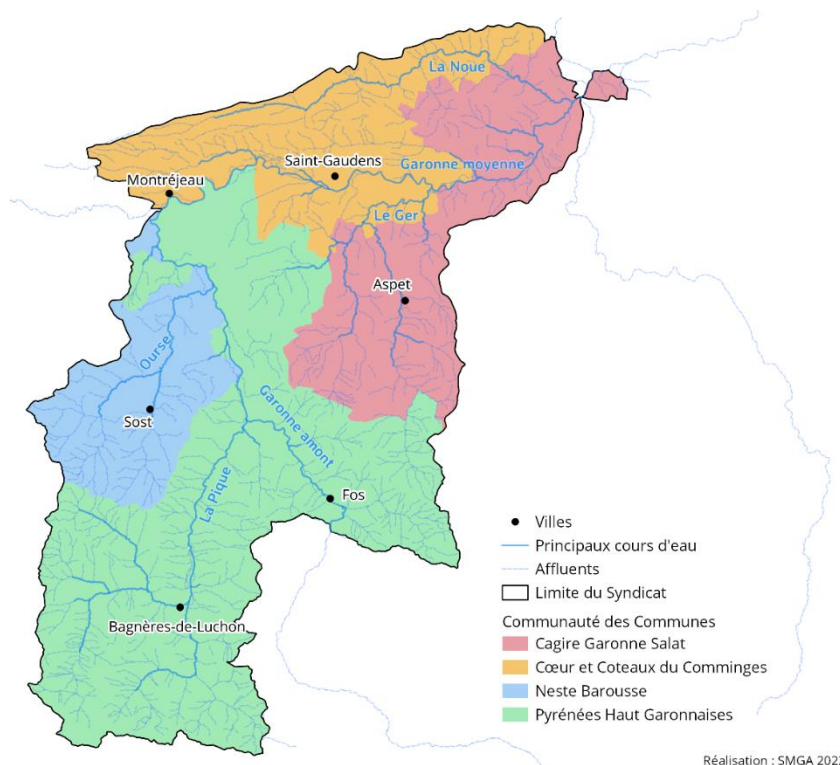 La Noue
Saint-Gaudens
Garonne moyenne
Montréjeau
Le Ger
Aspet
Ourse
Garonne amont
Sost
La Pique
Fos
Bagnères-de-Luchon
Villes
Principaux cours d'eau
Affluents
Limite du Syndicat
Communauté des Communes
Cagire Garonne Salat
Cœur et Coteaux du Comminges
Neste Barousse
Pyrénées Haut Garonnaises
Réalisation : SMGA